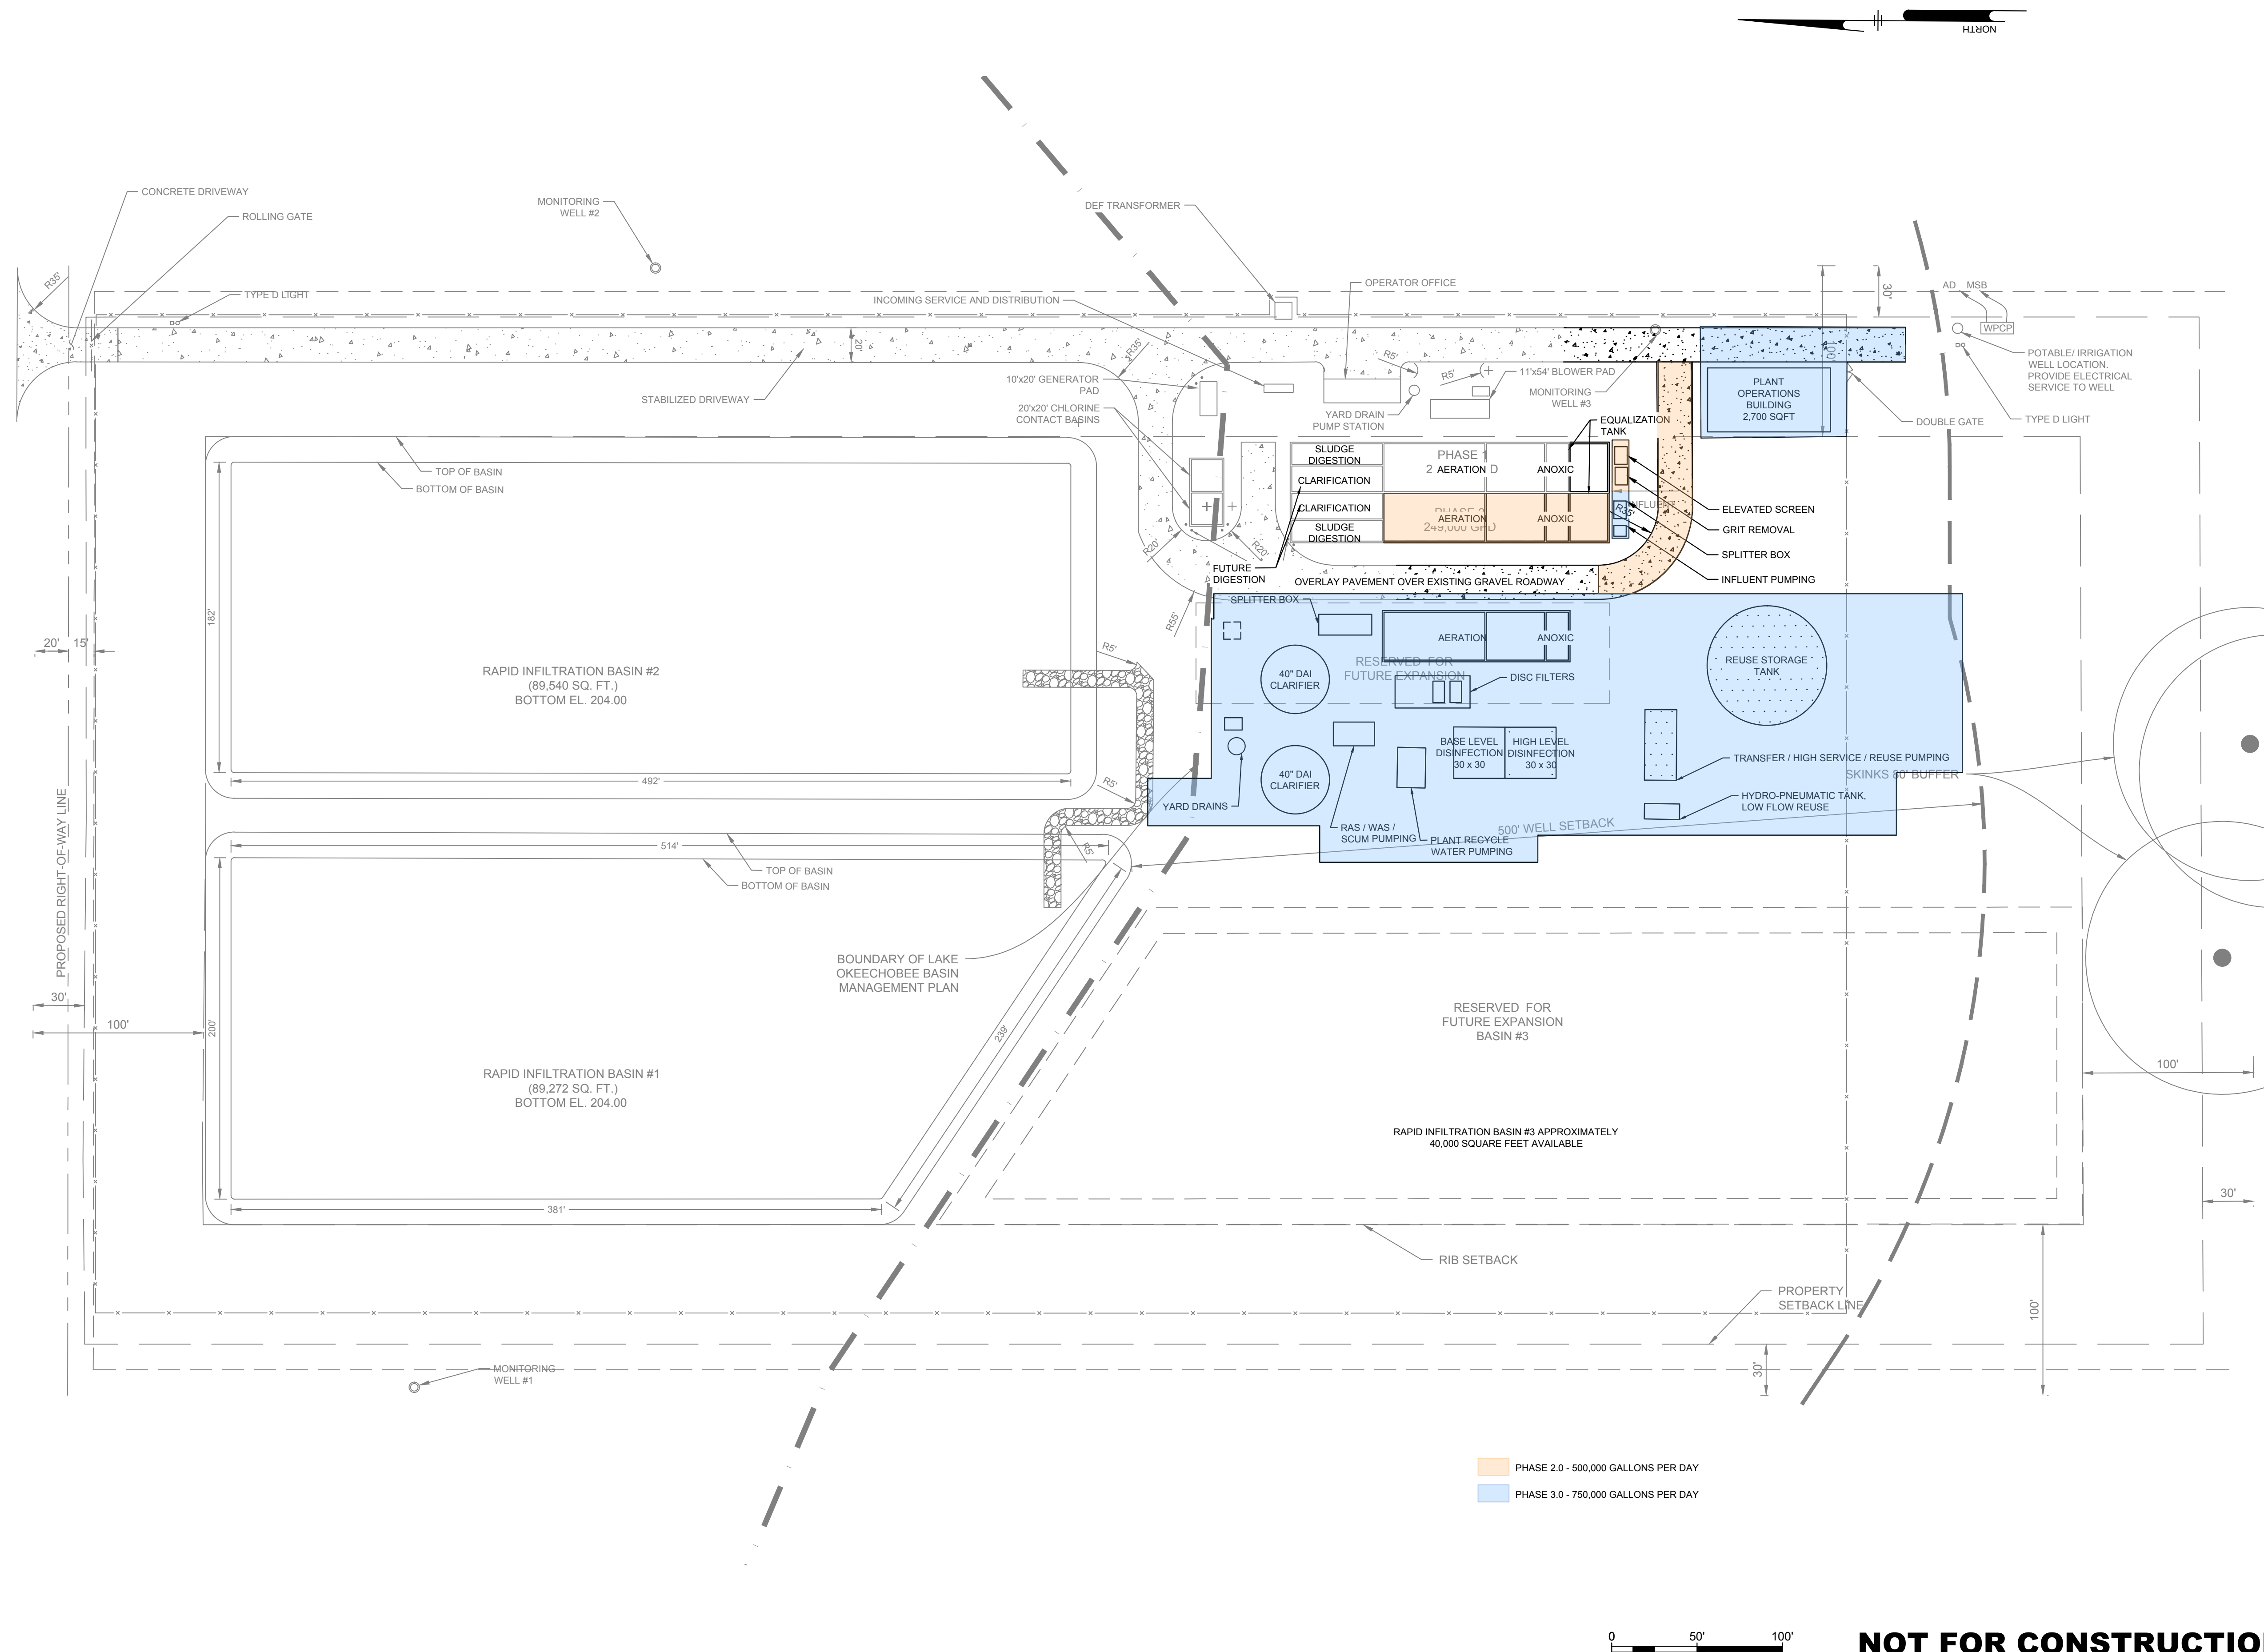 NORTH
CONCRETE DRIVEWAY
ROLLING GATE
MONITORING
WELL #2
DEF TRANSFORMER
R35'
TYPE D LIGHT
INCOMING SERVICE AND DISTRIBUTION
OPERATOR OFFICE
30'
AD
MSB
WPCP
POTABLE/ IRRIGATION
WELL LOCATION.
PROVIDE ELECTRICAL
SERVICE TO WELL
TYPE D LIGHT
DOUBLE GATE
20'
R35'
R5'
R5'
100'
10'x20' GENERATOR
PAD
20'x20' CHLORINE
CONTACT BASINS
STABILIZED DRIVEWAY
11'x54' BLOWER PAD
MONITORING
WELL #3
YARD DRAIN
PUMP STATION
EQUALIZATION
TANK
PLANT
OPERATIONS
BUILDING
2,700 SQFT
TOP OF BASIN
BOTTOM OF BASIN
SLUDGE
DIGESTION
CLARIFICATION
CLARIFICATION
SLUDGE
DIGESTION
PHASE 1
AERATION
ANOXIC
PHASE 2
249,000 GPD
AERATION
ANOXIC
INFLUENT
R35'
ELEVATED SCREEN
GRIT REMOVAL
SPLITTER BOX
INFLUENT PUMPING
R20'
R20'
FUTURE
DIGESTION
OVERLAY PAVEMENT OVER EXISTING GRAVEL ROADWAY
R55'
SPLITTER BOX
AERATION
ANOXIC
RESERVED FOR
FUTURE EXPANSION
DISC FILTERS
REUSE STORAGE
TANK
182'
20'
15'
RAPID INFILTRATION BASIN #2
(89,540 SQ. FT.)
BOTTOM EL. 204.00
R5'
40" DAI
CLARIFIER
BASE LEVEL
DISINFECTION
30 x 30
HIGH LEVEL
DISINFECTION
30 x 30
TRANSFER / HIGH SERVICE / REUSE PUMPING
SKINKS 80' BUFFER
492'
R5'
40" DAI
CLARIFIER
YARD DRAINS
HYDRO-PNEUMATIC TANK,
LOW FLOW REUSE
RAS / WAS /
SCUM PUMPING
PLANT RECYCLE
WATER PUMPING
500' WELL SETBACK
PROPOSED RIGHT-OF-WAY LINE
514'
R5'
TOP OF BASIN
BOTTOM OF BASIN
BOUNDARY OF LAKE
OKEECHOBEE BASIN
MANAGEMENT PLAN
30'
100'
200'
239'
RESERVED FOR
FUTURE EXPANSION
BASIN #3
100'
RAPID INFILTRATION BASIN #1
(89,272 SQ. FT.)
BOTTOM EL. 204.00
RAPID INFILTRATION BASIN #3 APPROXIMATELY
40,000 SQUARE FEET AVAILABLE
381'
30'
RIB SETBACK
PROPERTY
SETBACK LINE
100'
30'
MONITORING
WELL #1
PHASE 2.0 - 500,000 GALLONS PER DAY
PHASE 3.0 - 750,000 GALLONS PER DAY
0 50' 100'
NOT FOR CONSTRUCTIO